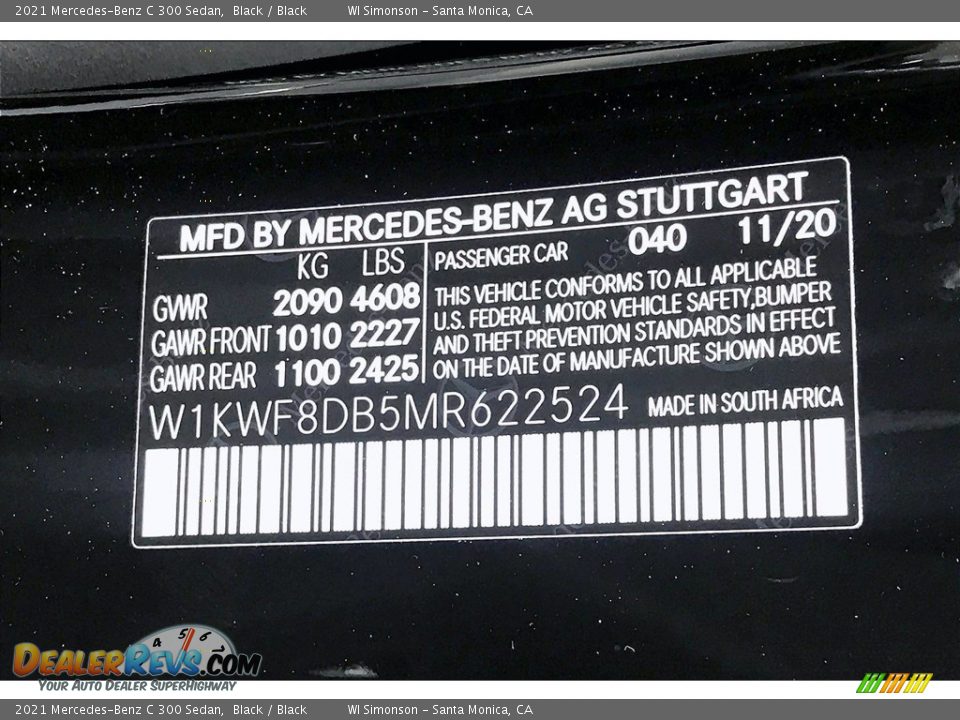 2021 Mercedes-Benz C 300 Sedan, Black / Black WI Simonson - Santa Monica, CA
MFD BY MERCEDES-BENZ AG STUTTGART
KG LBS
GVWR 2090 4608
GAWR FRONT 1010 2227
GAWR REAR 1100 2425
PASSENGER CAR 040 11/20
THIS VEHICLE CONFORMS TO ALL APPLICABLE
U.S. FEDERAL MOTOR VEHICLE SAFETY,BUMPER
AND THEFT PREVENTION STANDARDS IN EFFECT
ON THE DATE OF MANUFACTURE SHOWN ABOVE
W1KWF8DB5MR622524 MADE IN SOUTH AFRICA
4 5 6
DEALERREVS.COM
YOUR AUTO DEALER SUPERHIGHWAY
2021 Mercedes-Benz C 300 Sedan, Black / Black WI Simonson - Santa Monica, CA